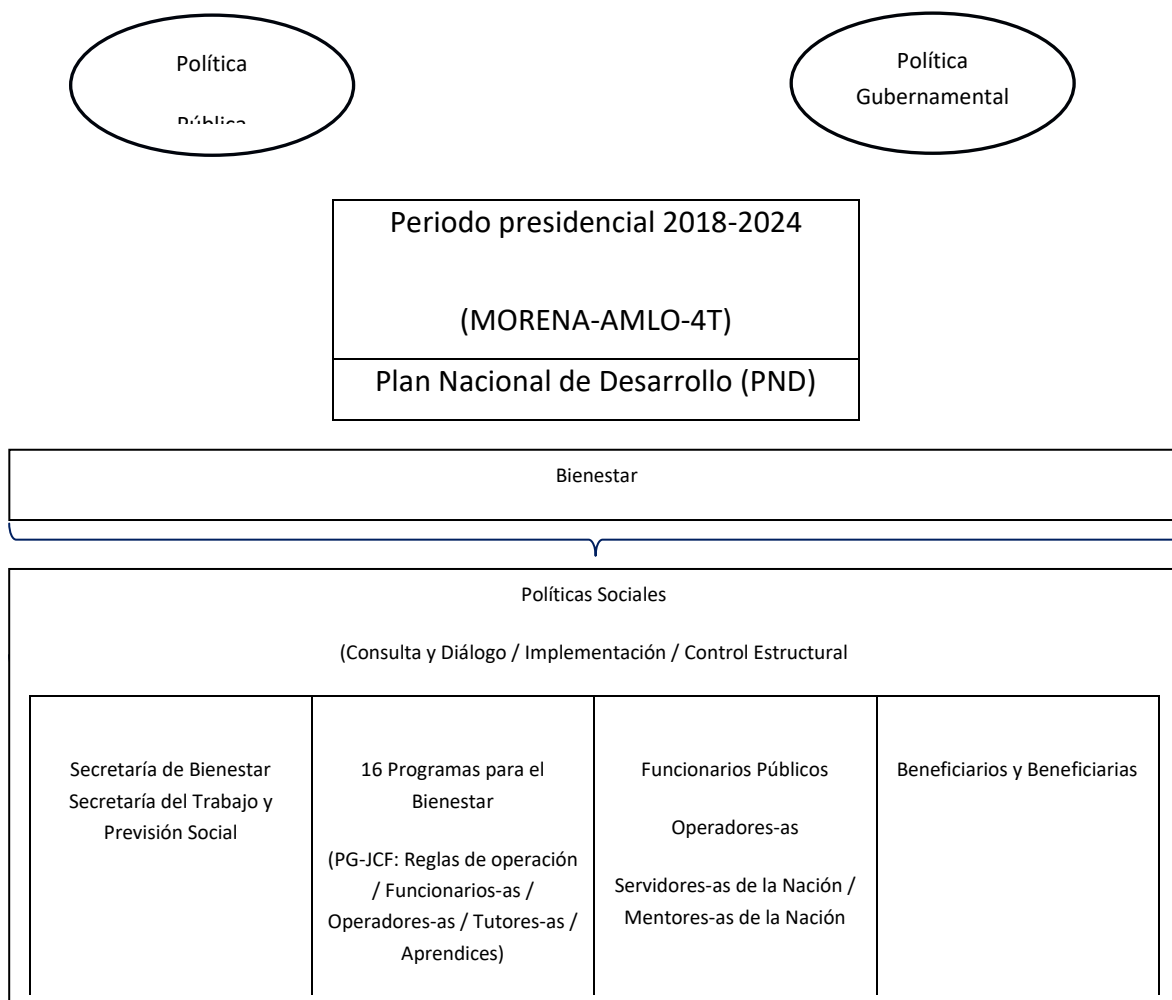 Política
Pública
Política
Gubernamental
Periodo presidencial 2018-2024
(MORENA-AMLO-4T)
Plan Nacional de Desarrollo (PND)
Bienestar
Políticas Sociales
(Consulta y Diálogo / Implementación / Control Estructural
Secretaría de Bienestar
Secretaría del Trabajo y
Previsión Social
16 Programas para el
Bienestar
(PG-JCF: Reglas de operación
/ Funcionarios-as /
Operadores-as / Tutores-as /
Aprendices)
Funcionarios Públicos
Operadores-as
Servidores-as de la Nación /
Mentores-as de la Nación
Beneficiarios y Beneficiarias